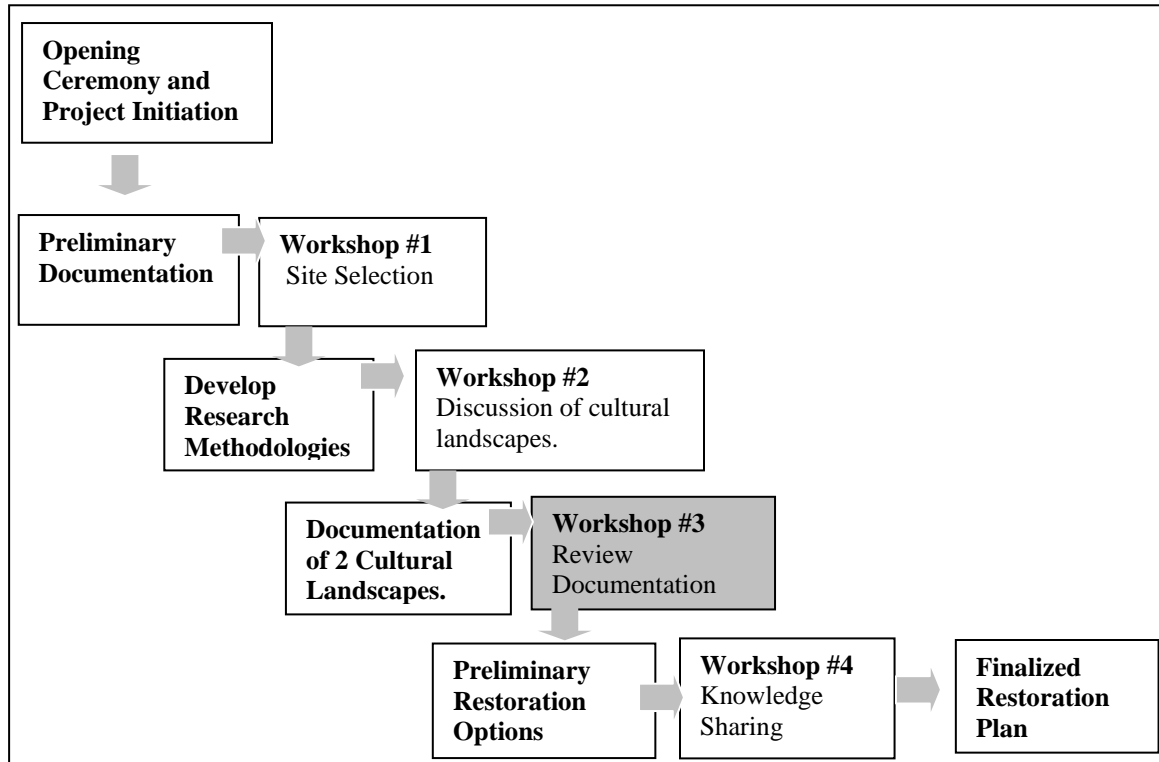 Opening
Ceremony and
Project Initiation
Preliminary
Documentation
Workshop #1
Site Selection
Develop
Research
Methodologies
Workshop #2
Discussion of cultural
landscapes.
Documentation
of 2 Cultural
Landscapes.
Workshop #3
Review
Documentation
Preliminary
Restoration
Options
Workshop #4
Knowledge
Sharing
Finalized
Restoration
Plan